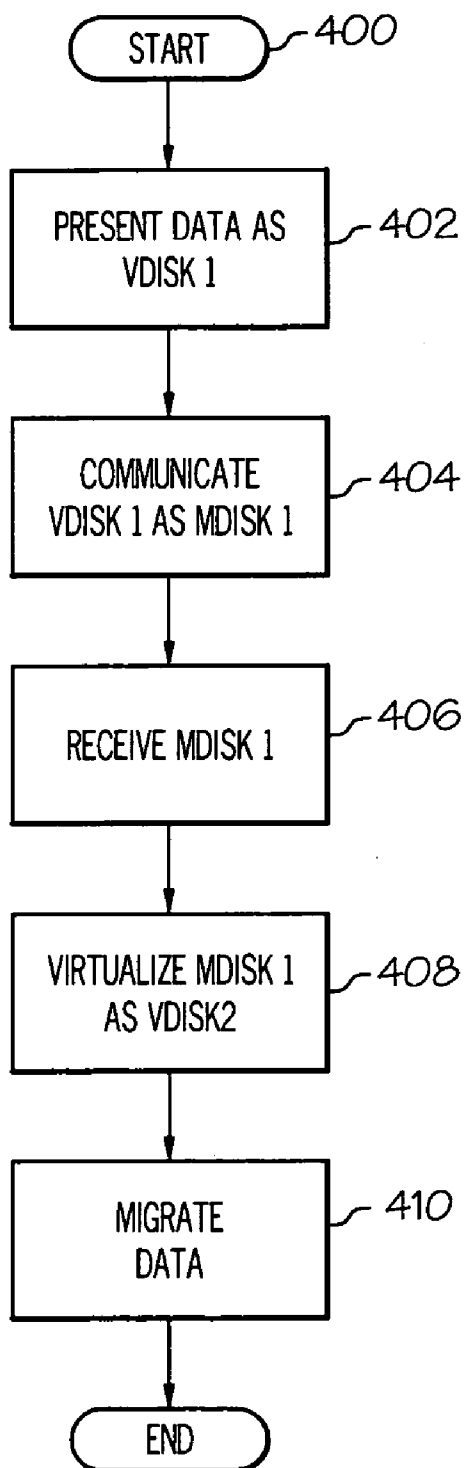 START
400
PRESENT DATA AS
VDISK 1
402
COMMUNICATE
VDISK 1 AS MDISK 1
404
RECEIVE MDISK 1
406
VIRTUALIZE MDISK 1
AS VDISK2
408
MIGRATE
DATA
410
END